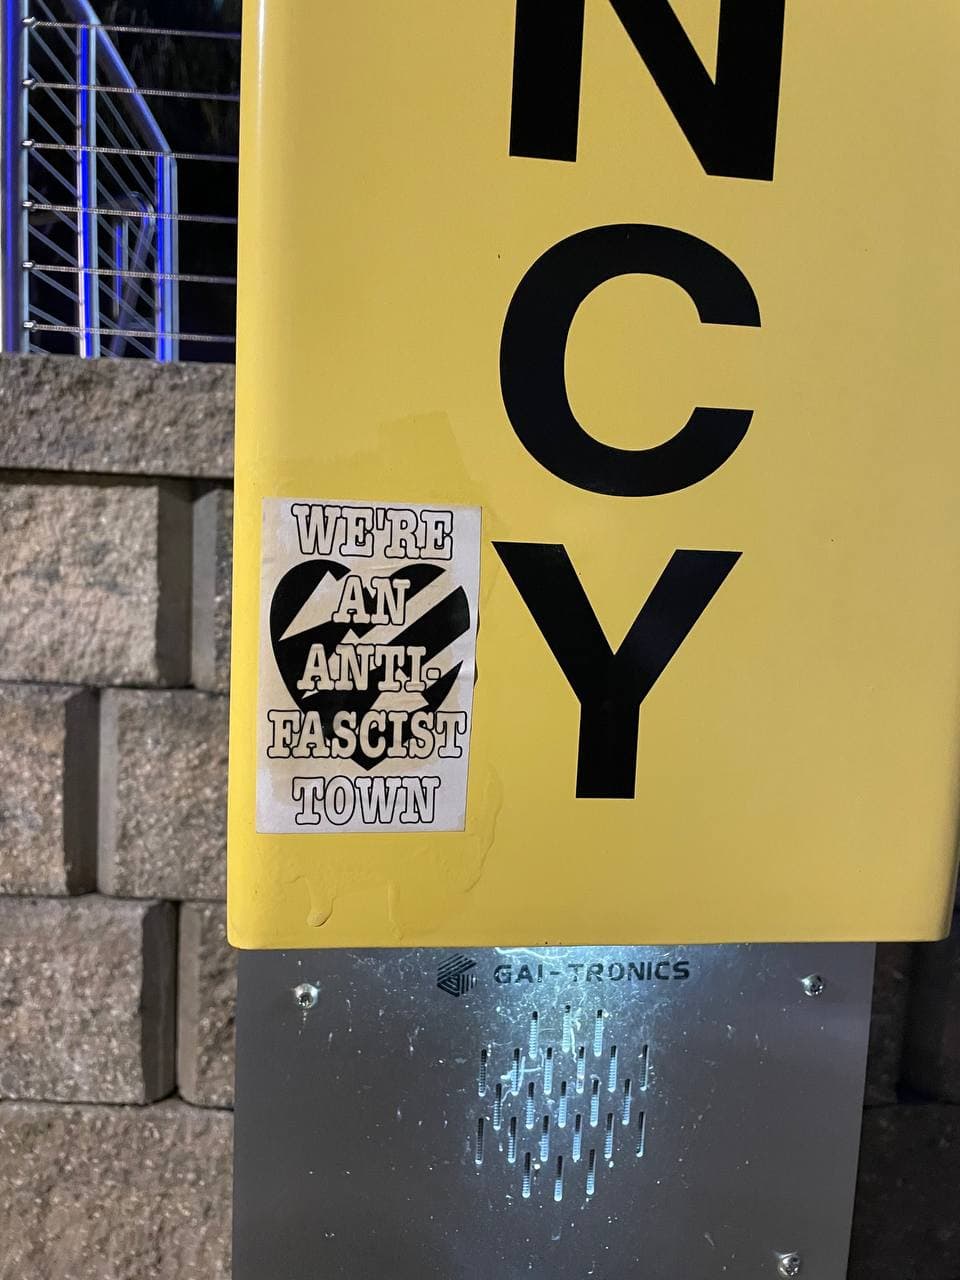 N
C
Y
WE'RE
AN
ANTI-
FASCIST
TOWN
GAI-TRONICS